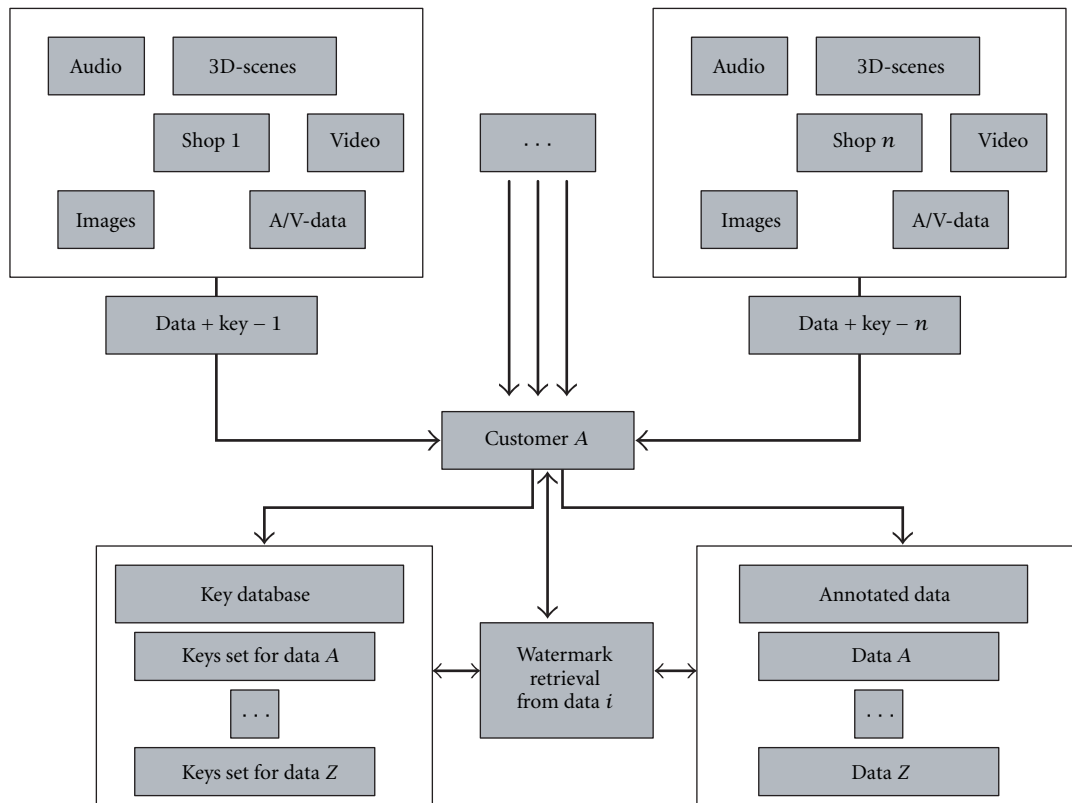 Audio
3D-scenes
Shop 1
Video
Images
A/V-data
. . .
Audio
3D-scenes
Shop n
Video
Images
A/V-data
Data + key − 1
Data + key − n
Customer A
Key database
Keys set for data A
. . .
Keys set for data Z
Watermark
retrieval
from data i
Annotated data
Data A
. . .
Data Z